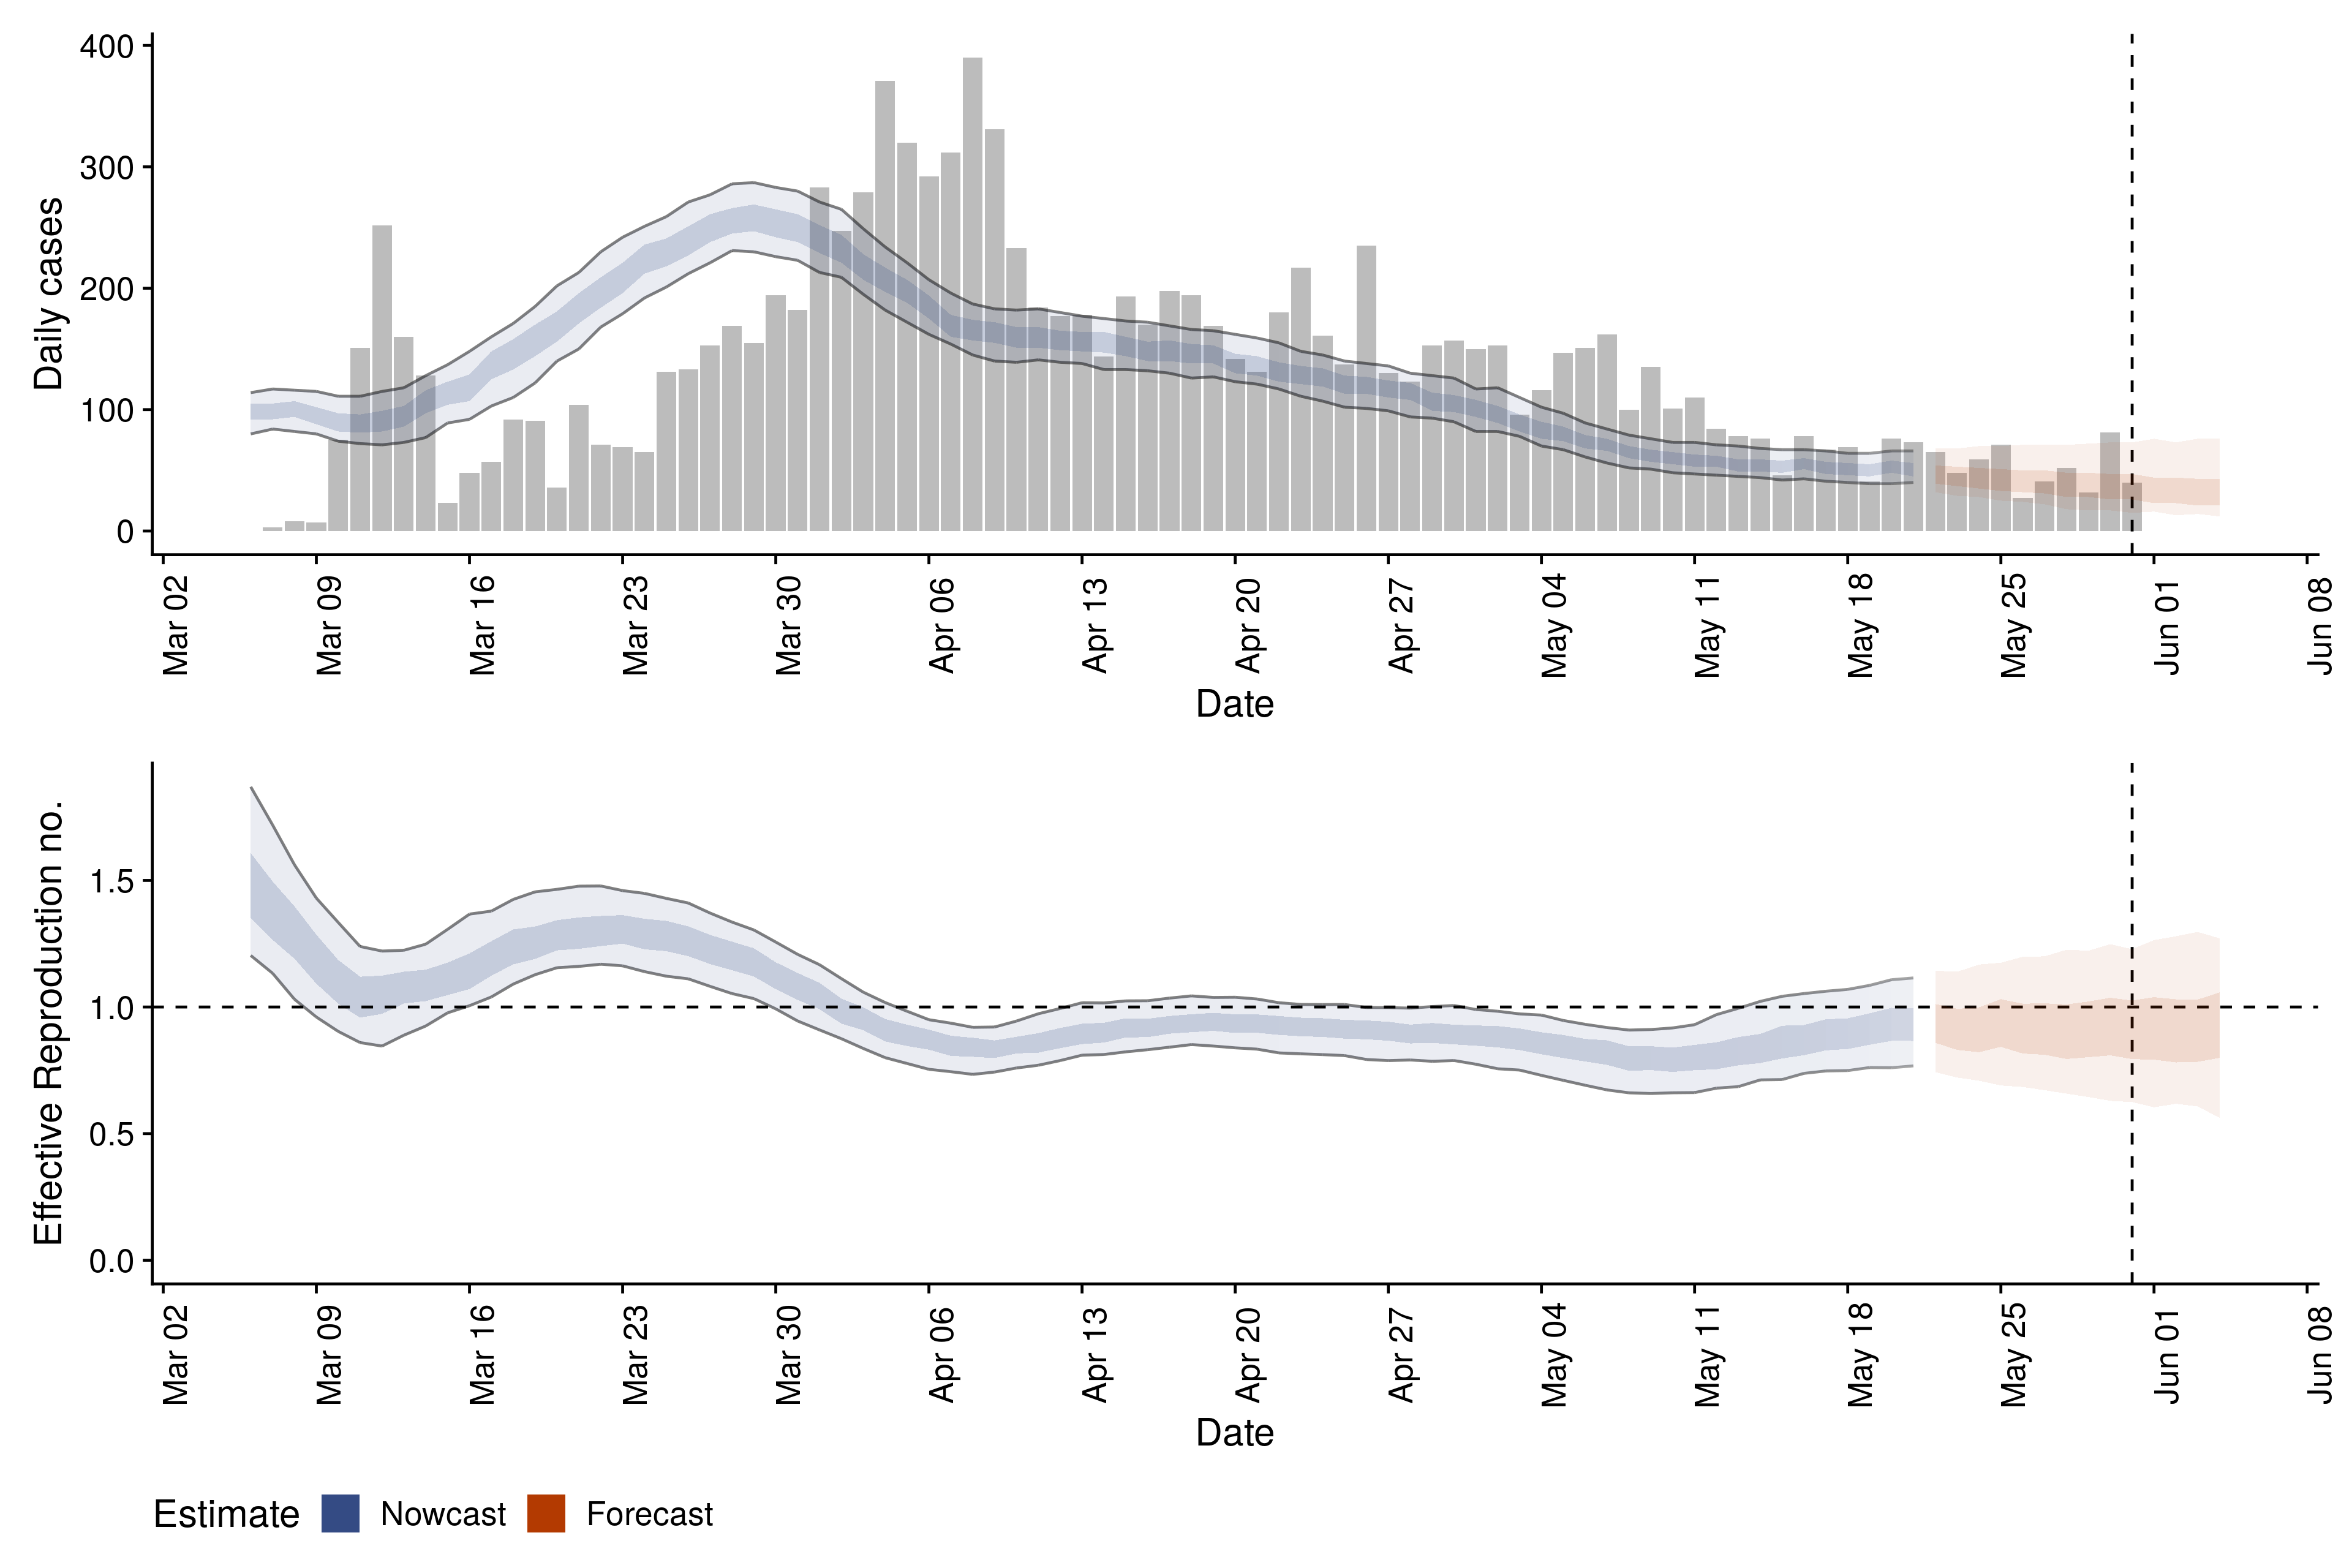 Daily cases
400
300
200
100
0
Mar 02 Mar 09 Mar 16 Mar 23 Mar 30 Apr 06 Apr 13 Apr 20 Apr 27 May 04 May 11 May 18 May 25 Jun 01 Jun 08
Date
Effective Reproduction no.
1.5
1.0
0.5
0.0
Mar 02 Mar 09 Mar 16 Mar 23 Mar 30 Apr 06 Apr 13 Apr 20 Apr 27 May 04 May 11 May 18 May 25 Jun 01 Jun 08
Date
Estimate Nowcast Forecast